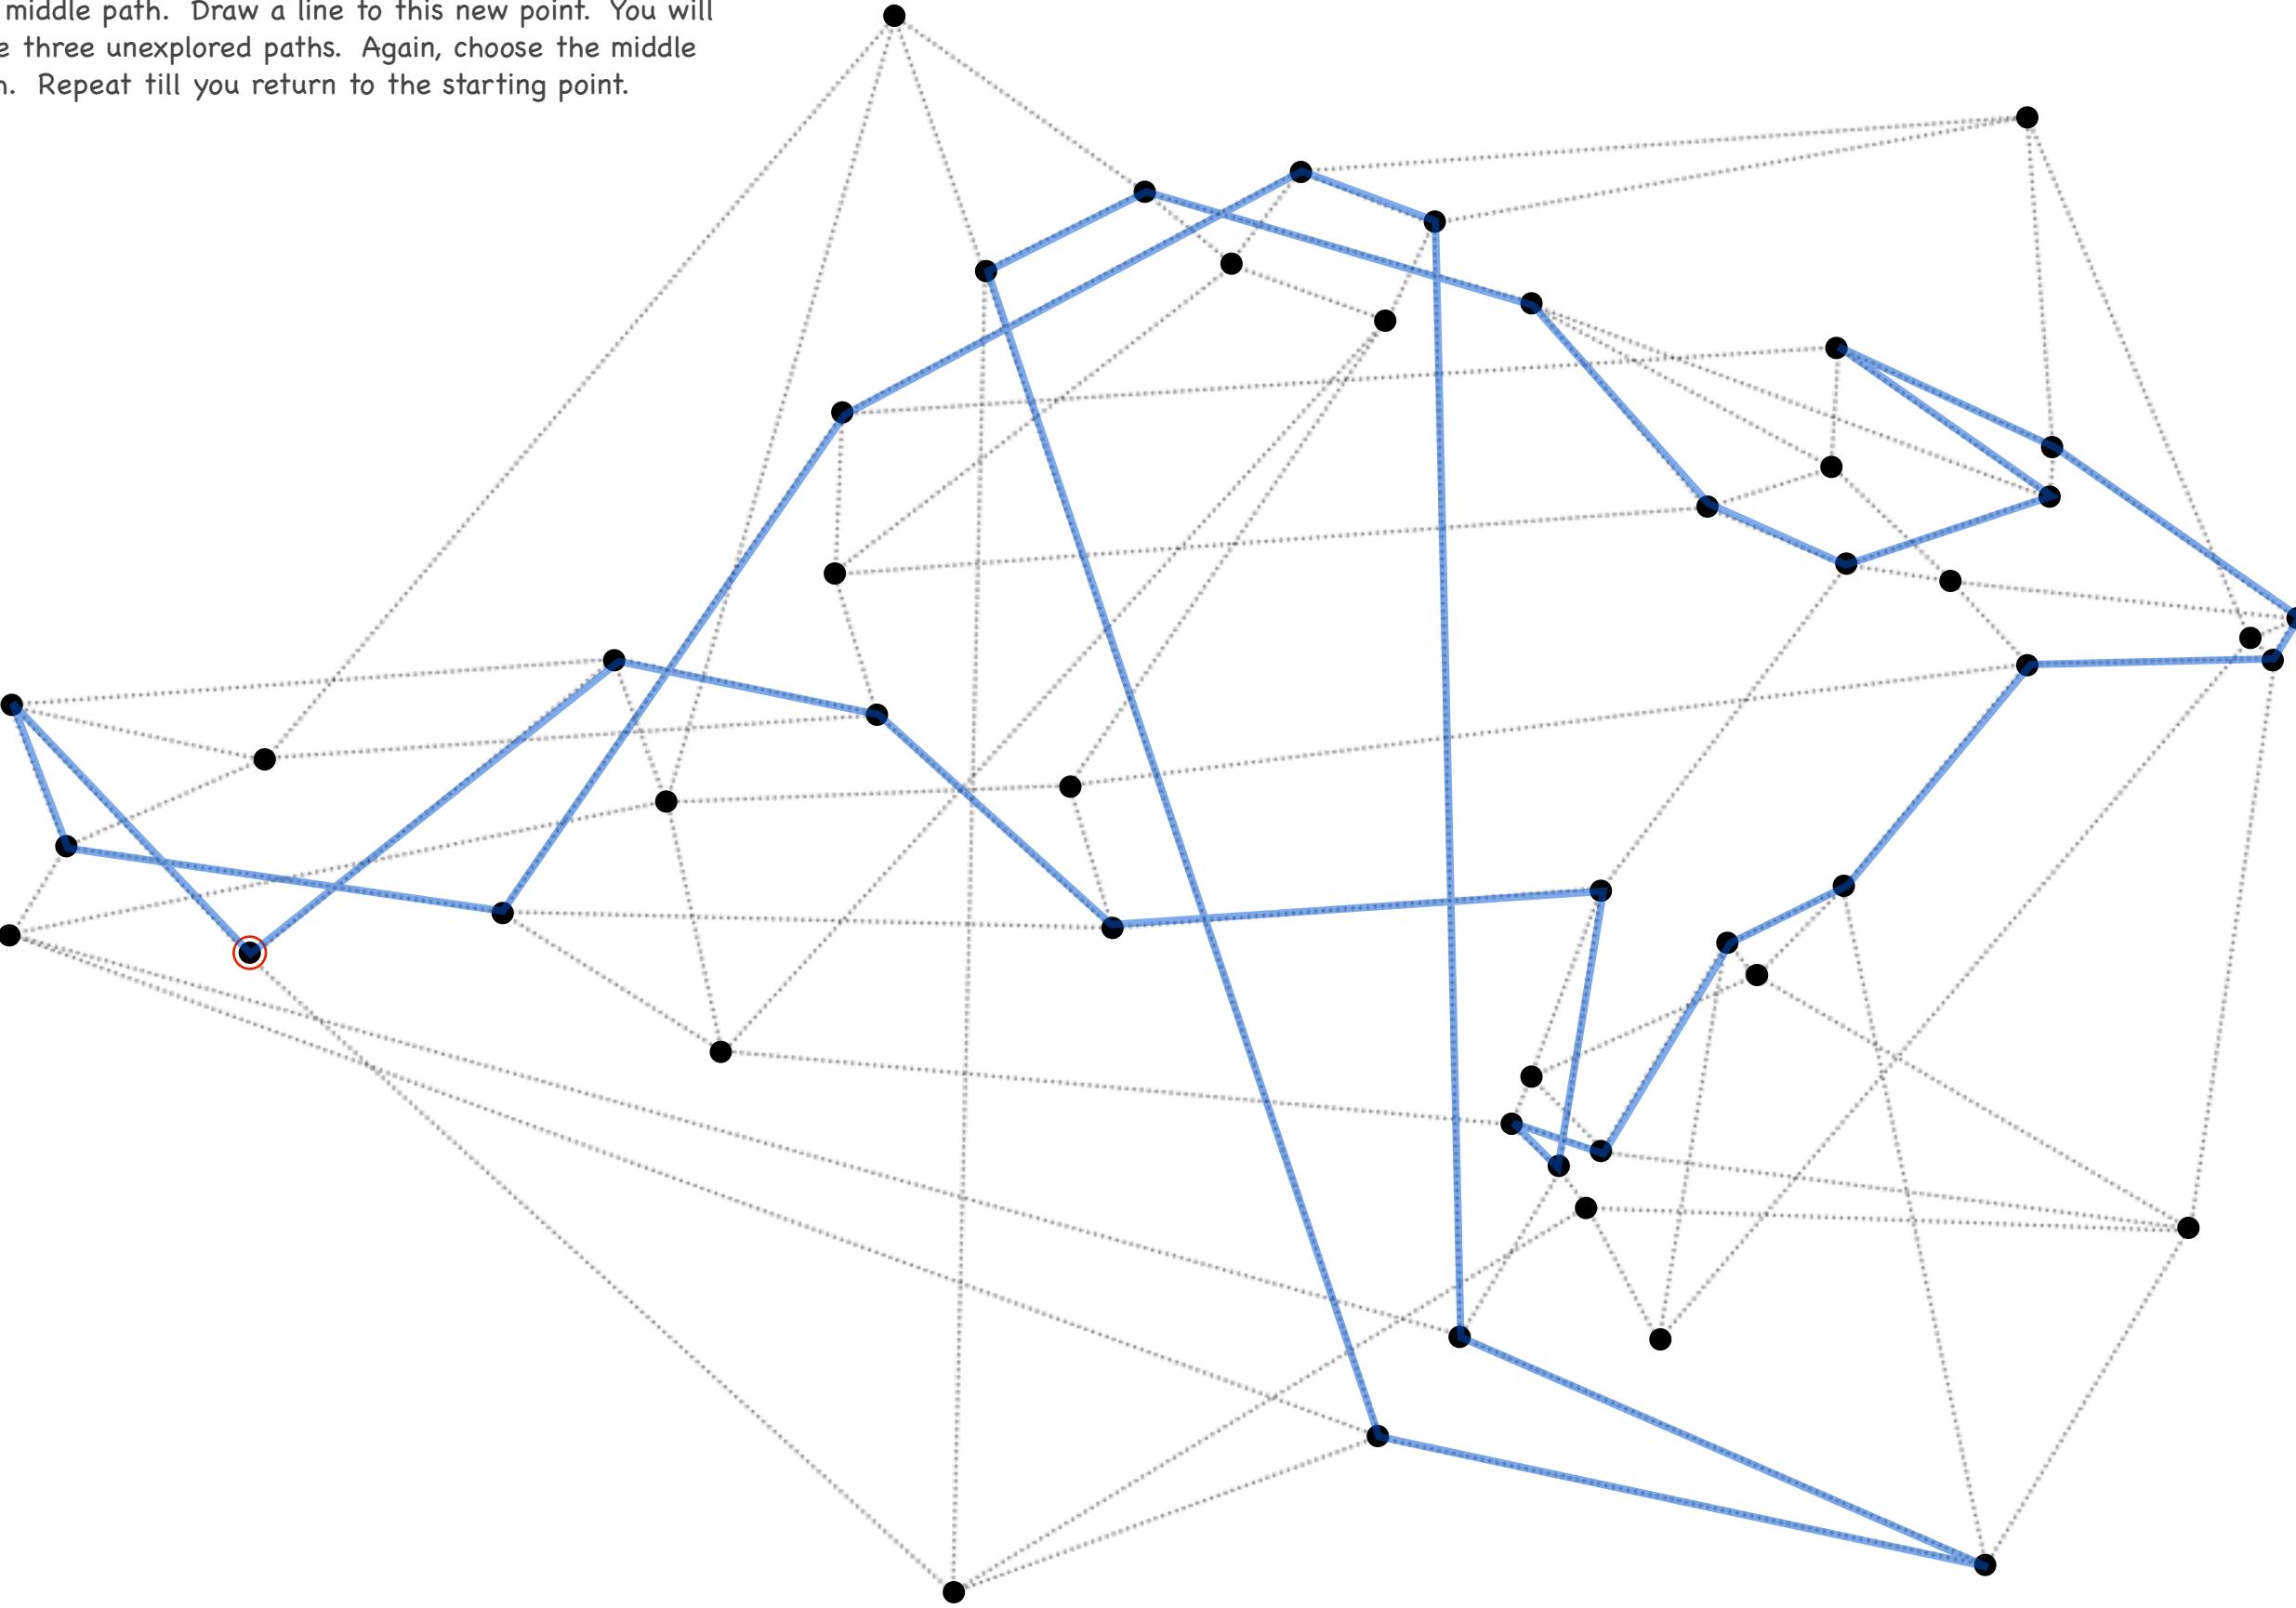 middle path. Draw a line to this new point. You will
three unexplored paths. Again, choose the middle
Repeat till you return to the starting point.